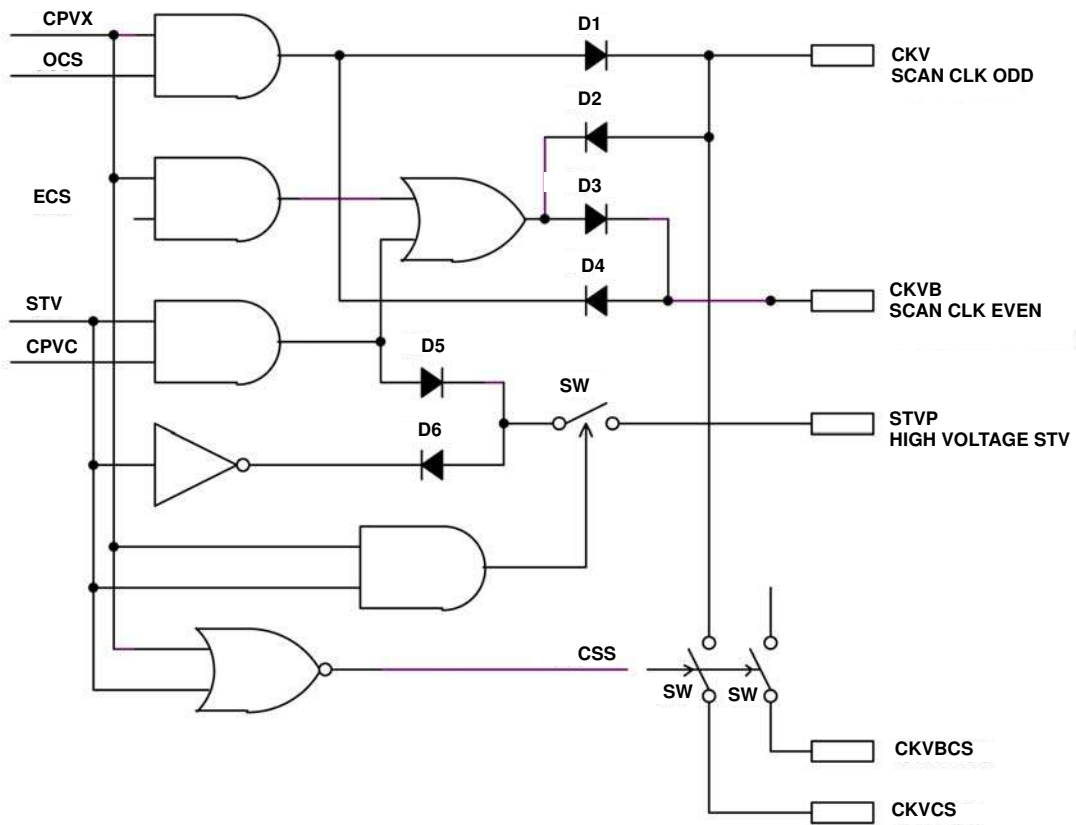 CPVX
OCS
D1
CKV
SCAN CLK ODD
D2
ECS
D3
D4
CKVB
SCAN CLK EVEN
STV
CPVC
D5
SW
STVP
HIGH VOLTAGE STV
D6
CSS
SW
SW
CKVBCS
CKVCS